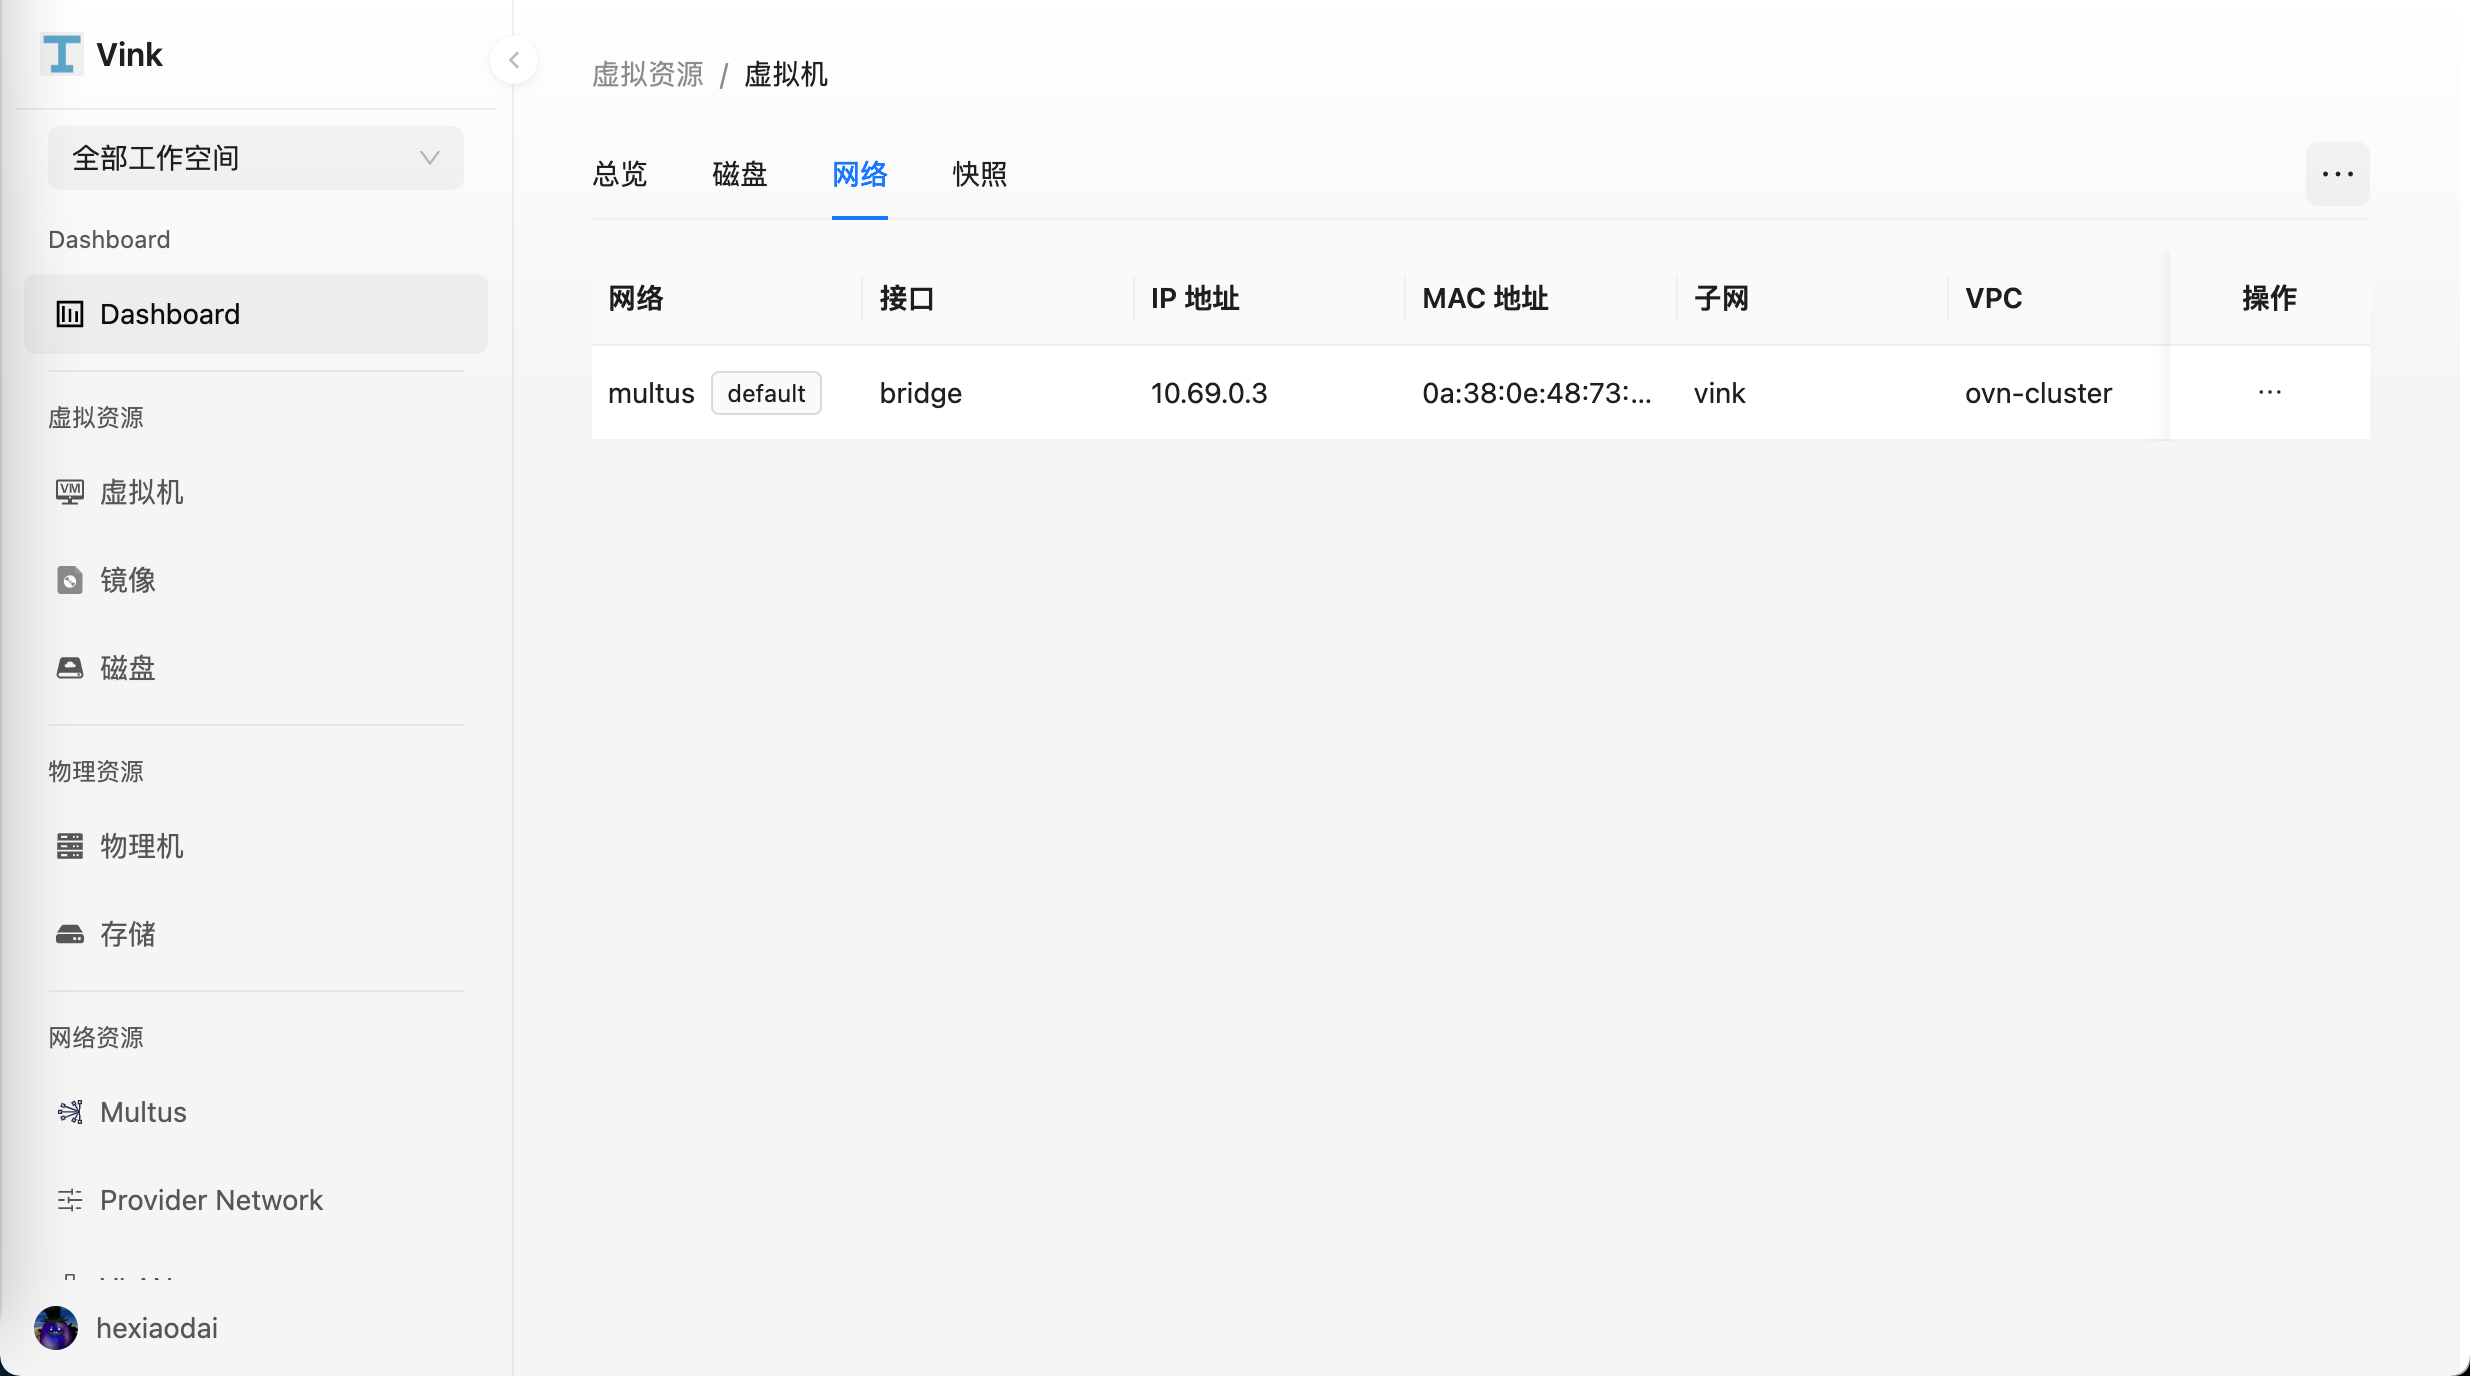 Vink
全部工作空间
Dashboard
Dashboard
虚拟资源
VM 虚拟机
镜像
磁盘
物理资源
物理机
存储
网络资源
Multus
Provider Network
hexiaodai
虚拟资源 / 虚拟机
总览 磁盘 网络 快照
网络 接口 IP 地址 MAC 地址 子网 VPC 操作
multus default bridge 10.69.0.3 0a:38:0e:48:73:... vink ovn-cluster